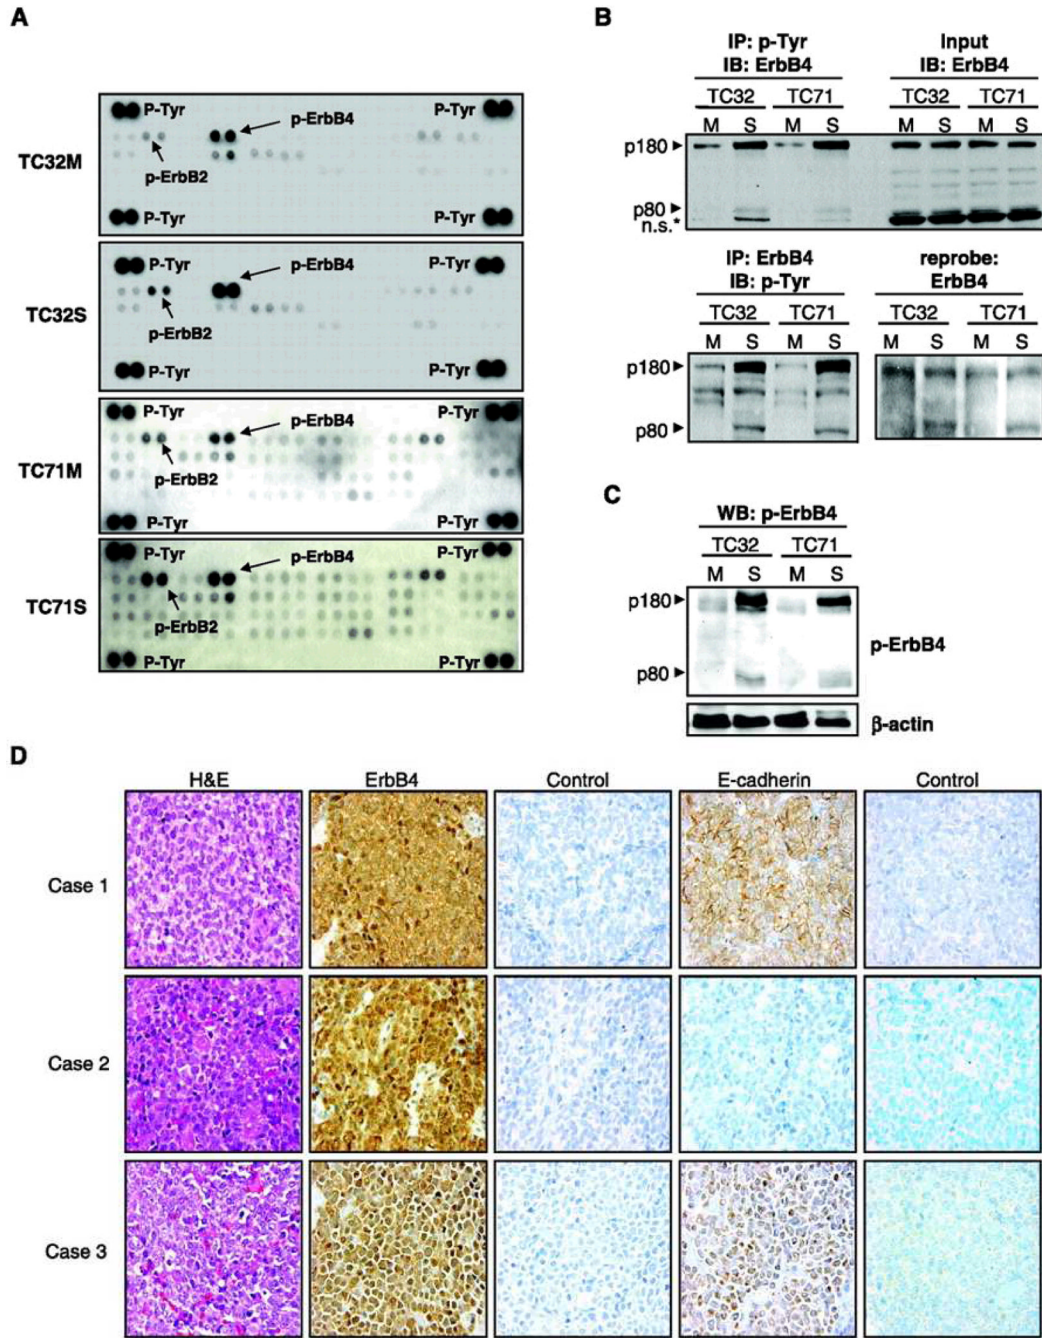 A
P-Tyr
P-Tyr
p-ErbB4
TC32M
p-ErbB2
P-Tyr
P-Tyr
P-Tyr
P-Tyr
p-ErbB4
TC32S
p-ErbB2
P-Tyr
P-Tyr
P-Tyr
P-Tyr
p-ErbB4
TC71M
p-ErbB2
P-Tyr
P-Tyr
P-Tyr
P-Tyr
p-ErbB4
TC71S
p-ErbB2
P-Tyr
P-Tyr
B
IP: p-Tyr
IB: ErbB4
TC32 TC71
M S M S
Input
IB: ErbB4
TC32 TC71
M S M S
p180
p80
n.s.*
IP: ErbB4
IB: p-Tyr
TC32 TC71
M S M S
reprobe:
ErbB4
TC32 TC71
M S M S
p180
p80
C
WB: p-ErbB4
TC32 TC71
M S M S
p180
p80
p-ErbB4
β-actin
D
H&E ErbB4 Control E-cadherin Control
Case 1
Case 2
Case 3